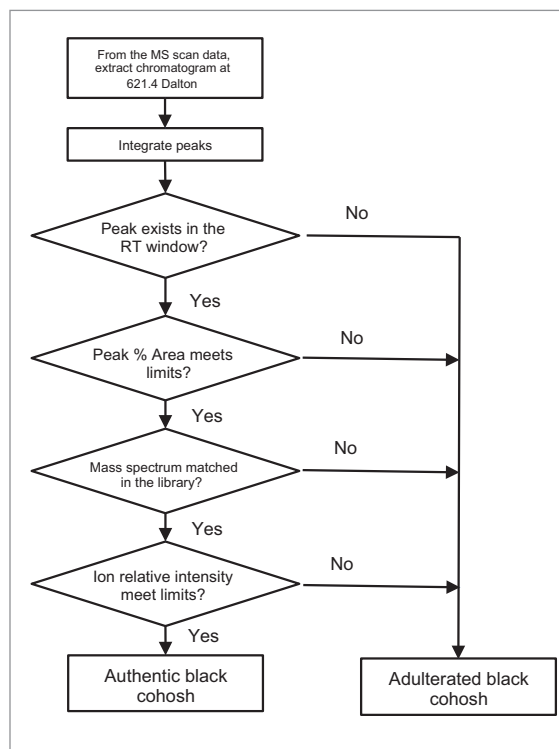 From the MS scan data,
extract chromatogram at
621.4 Dalton
Integrate peaks
Peak exists in the
RT window?
No
Yes
Peak % Area meets
limits?
No
Yes
Mass spectrum matched
in the library?
No
Yes
Ion relative intensity
meet limits?
No
Yes
Authentic black
cohosh
Adulterated black
cohosh